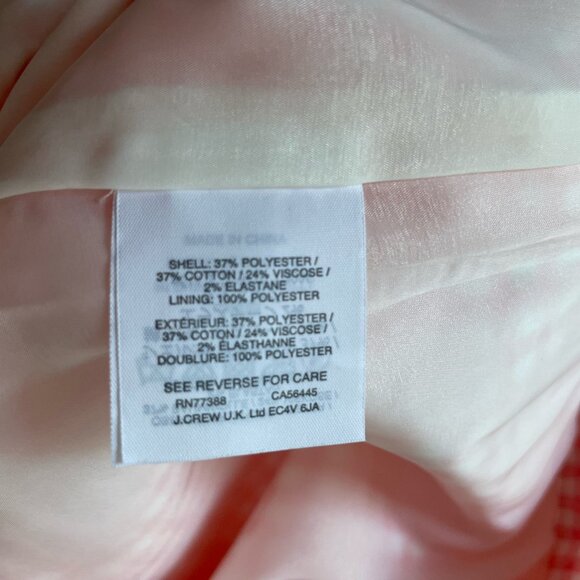 MADE IN CHINA
SHELL: 37% POLYESTER /
37% COTTON / 24% VISCOSE /
2% ELASTANE
LINING: 100% POLYESTER
EXTÉRIEUR: 37% POLYESTER /
37% COTON / 24% VISCOSE /
2% ÉLASTHANNE
DOUBLURE: 100% POLYESTER
SEE REVERSE FOR CARE
RN77388 CA56445
J.CREW U.K. Ltd EC4V 6JA